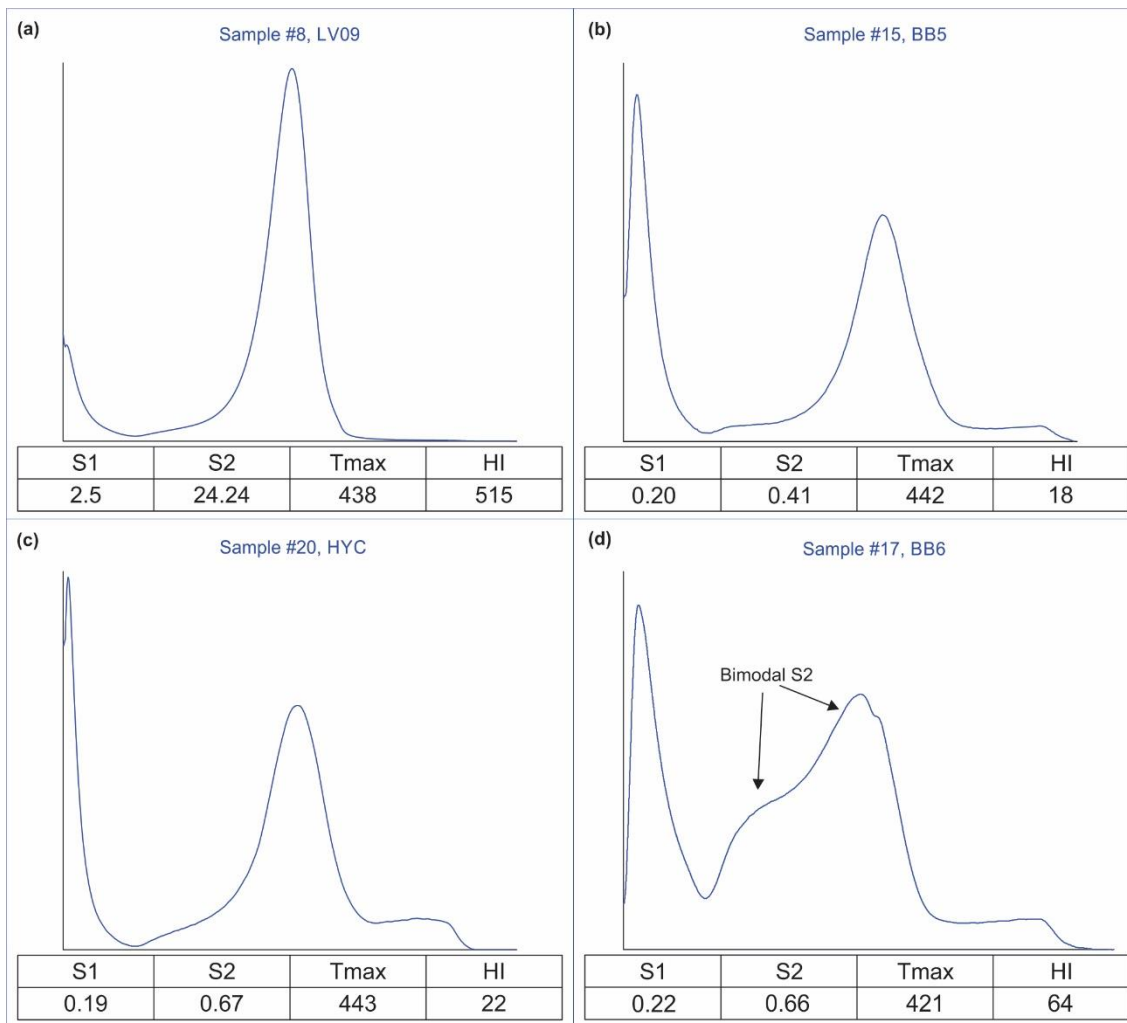 (a)
Sample #8, LV09
S1 S2 Tmax HI
2.5 24.24 438 515
(b)
Sample #15, BB5
S1 S2 Tmax HI
0.20 0.41 442 18
(c)
Sample #20, HYC
S1 S2 Tmax HI
0.19 0.67 443 22
(d)
Sample #17, BB6
Bimodal S2
S1 S2 Tmax HI
0.22 0.66 421 64